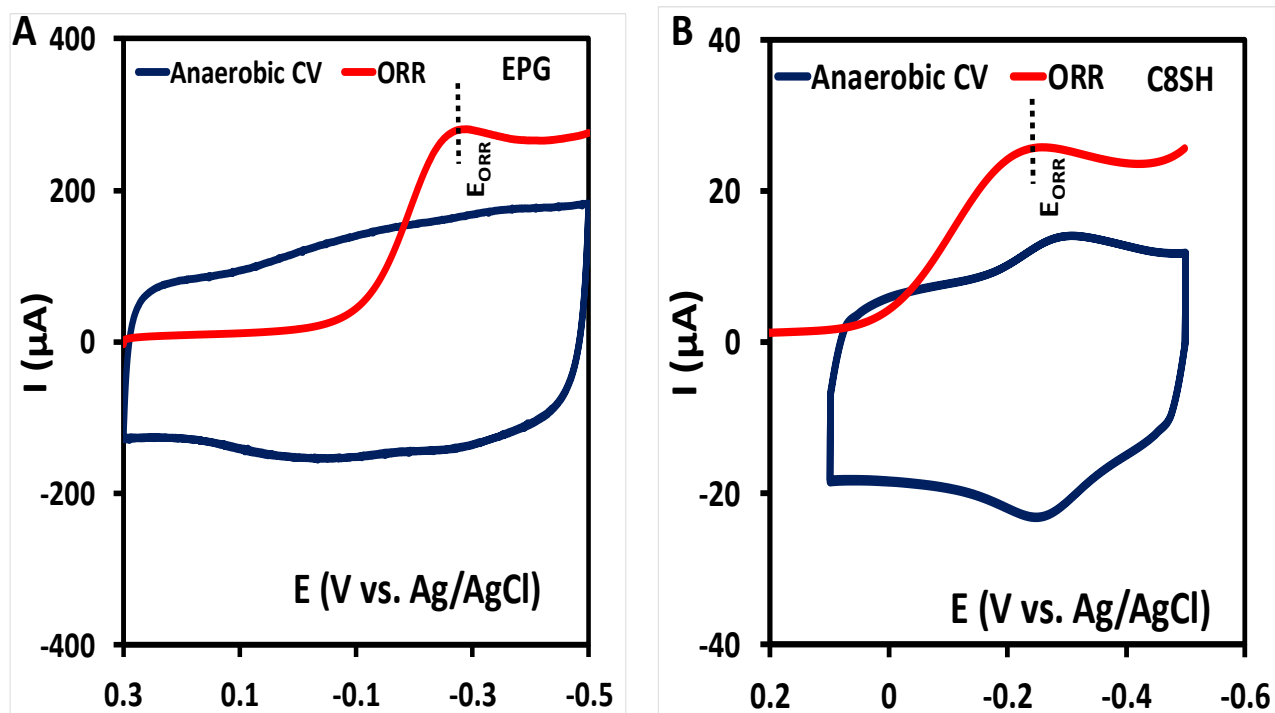 A
400
200
0
-200
-400
I (µA)
Anaerobic CV
ORR
EPG
E_ORR
E (V vs. Ag/AgCl)
0.3 0.1 -0.1 -0.3 -0.5
B
40
20
0
-20
-40
I (µA)
Anaerobic CV
ORR
C8SH
E_ORR
E (V vs. Ag/AgCl)
0.2 0 -0.2 -0.4 -0.6